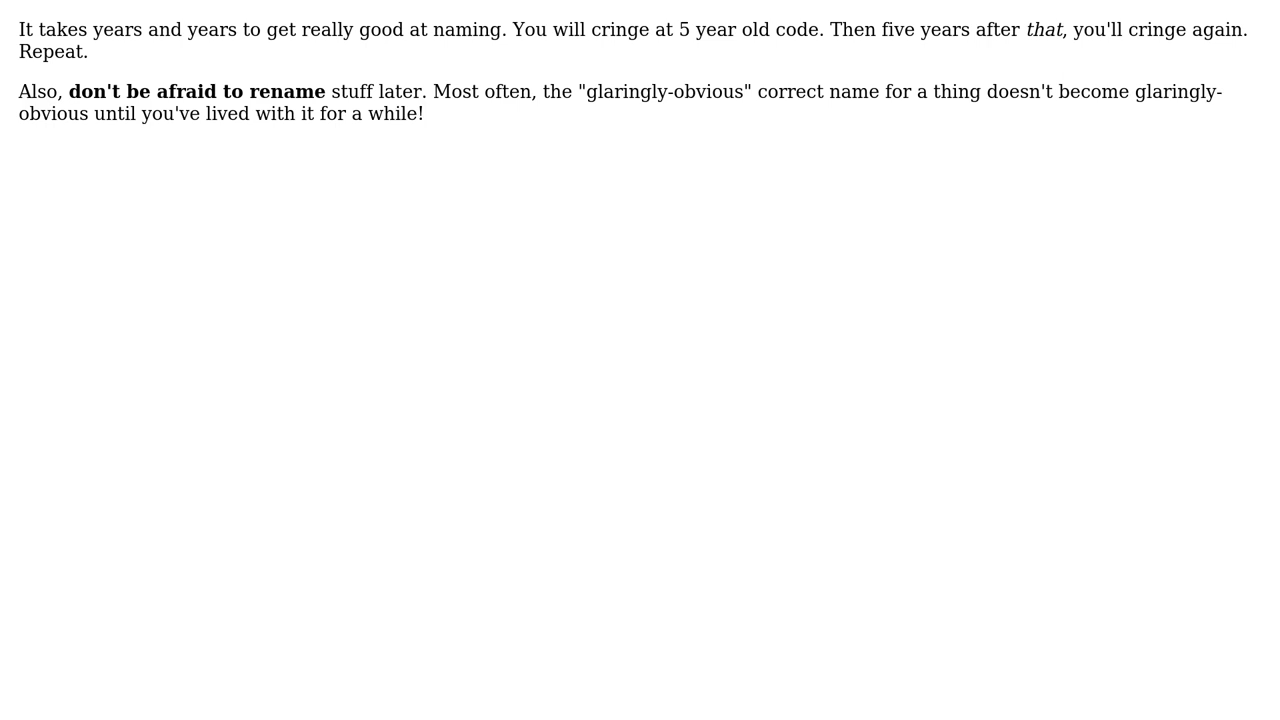 It takes years and years to get really good at naming. You will cringe at 5 year old code. Then five years after that, you'll cringe again.
Repeat.
Also, don't be afraid to rename stuff later. Most often, the "glaringly-obvious" correct name for a thing doesn't become glaringly-
obvious until you've lived with it for a while!